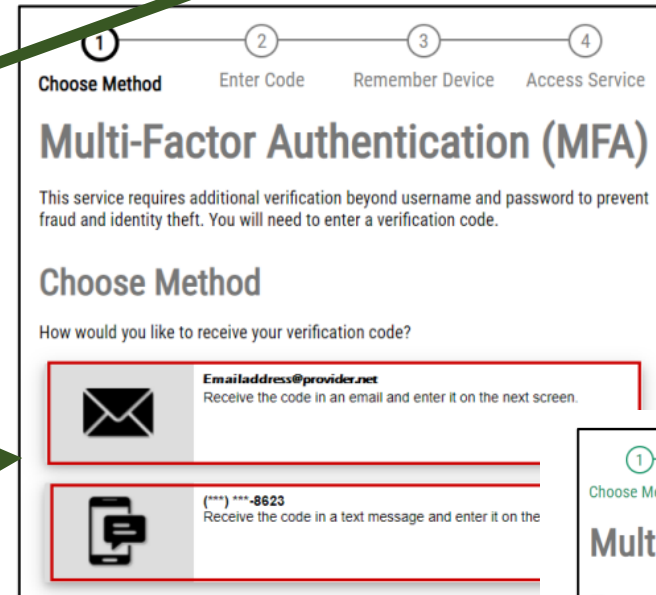 1 2 3 4
Choose Method Enter Code Remember Device Access Service
Multi-Factor Authentication (MFA)
This service requires additional verification beyond username and password to prevent
fraud and identity theft. You will need to enter a verification code.
Choose Method
How would you like to receive your verification code?
Emailaddress@provider.net
Receive the code in an email and enter it on the next screen.
(***) ***-8623
Receive the code in a text message and enter it on the
1
Choose